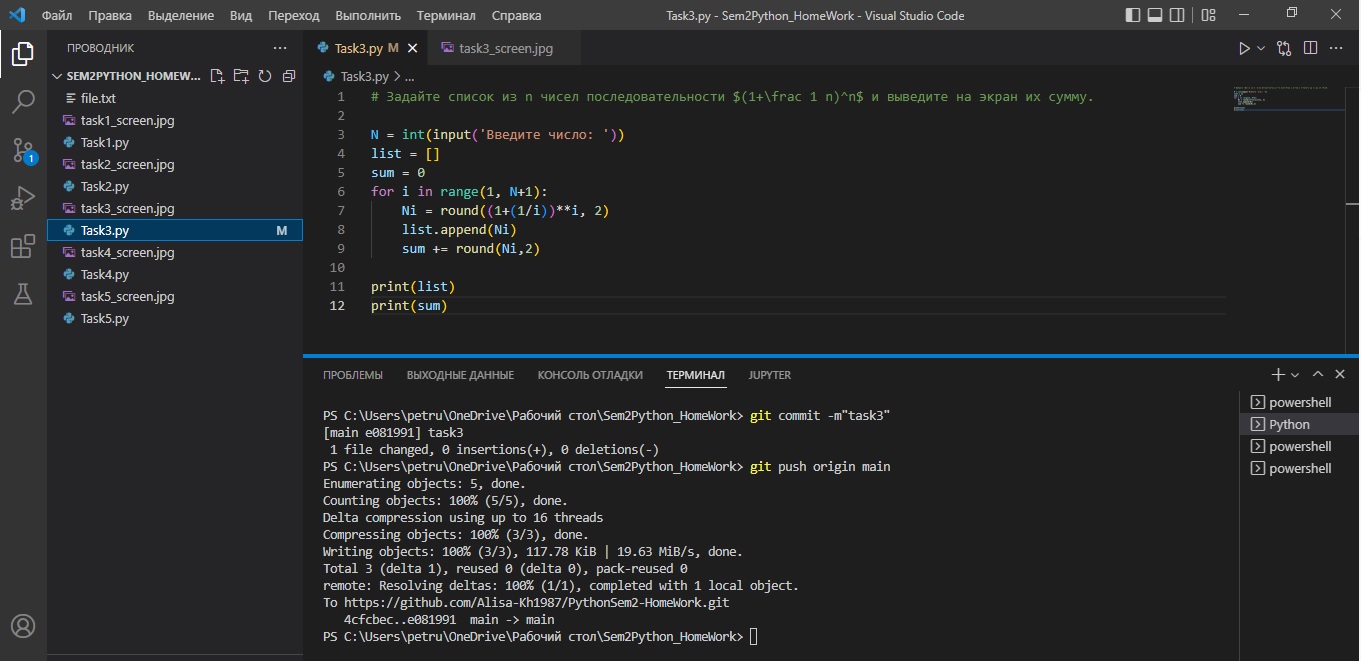 Файл Правка Выделение Вид Переход Выполнить Терминал Справка Task3.py - Sem2Python_HomeWork - Visual Studio Code
ПРОВОДНИК ...
SEM2PYTHON_HOMEW...
file.txt
task1_screen.jpg
Task1.py
task2_screen.jpg
Task2.py
task3_screen.jpg
Task3.py M
task4_screen.jpg
Task4.py
task5_screen.jpg
Task5.py
1
Task3.py M task3_screen.jpg
Task3.py > ...
1 # Задайте список из n чисел последовательности $(1+\frac 1 n)^n$ и выведите на экран их сумму.
2
3 N = int(input('Введите число: '))
4 list = []
5 sum = 0
6 for i in range(1, N+1):
7 Ni = round((1+(1/i))**i, 2)
8 list.append(Ni)
9 sum += round(Ni,2)
10
11 print(list)
12 print(sum)
ПРОБЛЕМЫ ВЫХОДНЫЕ ДАННЫЕ КОНСОЛЬ ОТЛАДКИ ТЕРМИНАЛ JUPYTER
PS C:\Users\petru\OneDrive\Рабочий стол\Sem2Python_HomeWork> git commit -m"task3"
[main e081991] task3
1 file changed, 0 insertions(+), 0 deletions(-)
PS C:\Users\petru\OneDrive\Рабочий стол\Sem2Python_HomeWork> git push origin main
Enumerating objects: 5, done.
Counting objects: 100% (5/5), done.
Delta compression using up to 16 threads
Compressing objects: 100% (3/3), done.
Writing objects: 100% (3/3), 117.78 KiB | 19.63 MiB/s, done.
Total 3 (delta 1), reused 0 (delta 0), pack-reused 0
remote: Resolving deltas: 100% (1/1), completed with 1 local object.
To https://github.com/Alisa-Kh1987/PythonSem2-HomeWork.git
4cfcbec..e081991 main -> main
PS C:\Users\petru\OneDrive\Рабочий стол\Sem2Python_HomeWork>
powershell
Python
powershell
powershell